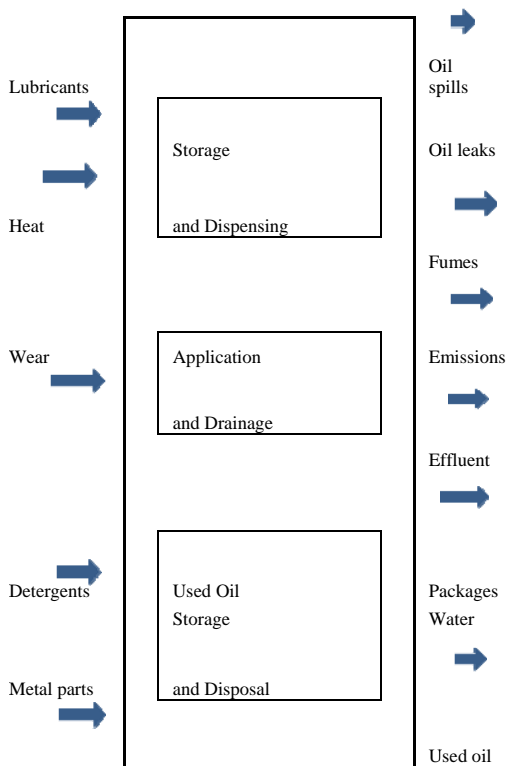 Oil
Lubricants
spills
Storage
Oil leaks
Heat
and Dispensing
Fumes
Wear
Application
Emissions
and Drainage
Effluent
Detergents
Used Oil
Packages
Storage
Water
Metal parts
and Disposal
Used oil